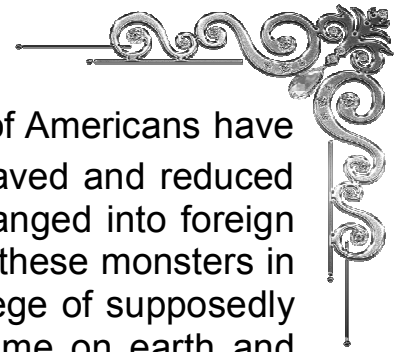 of Americans have
aved and reduced
anged into foreign
these monsters in
ege of supposedly
me on earth and